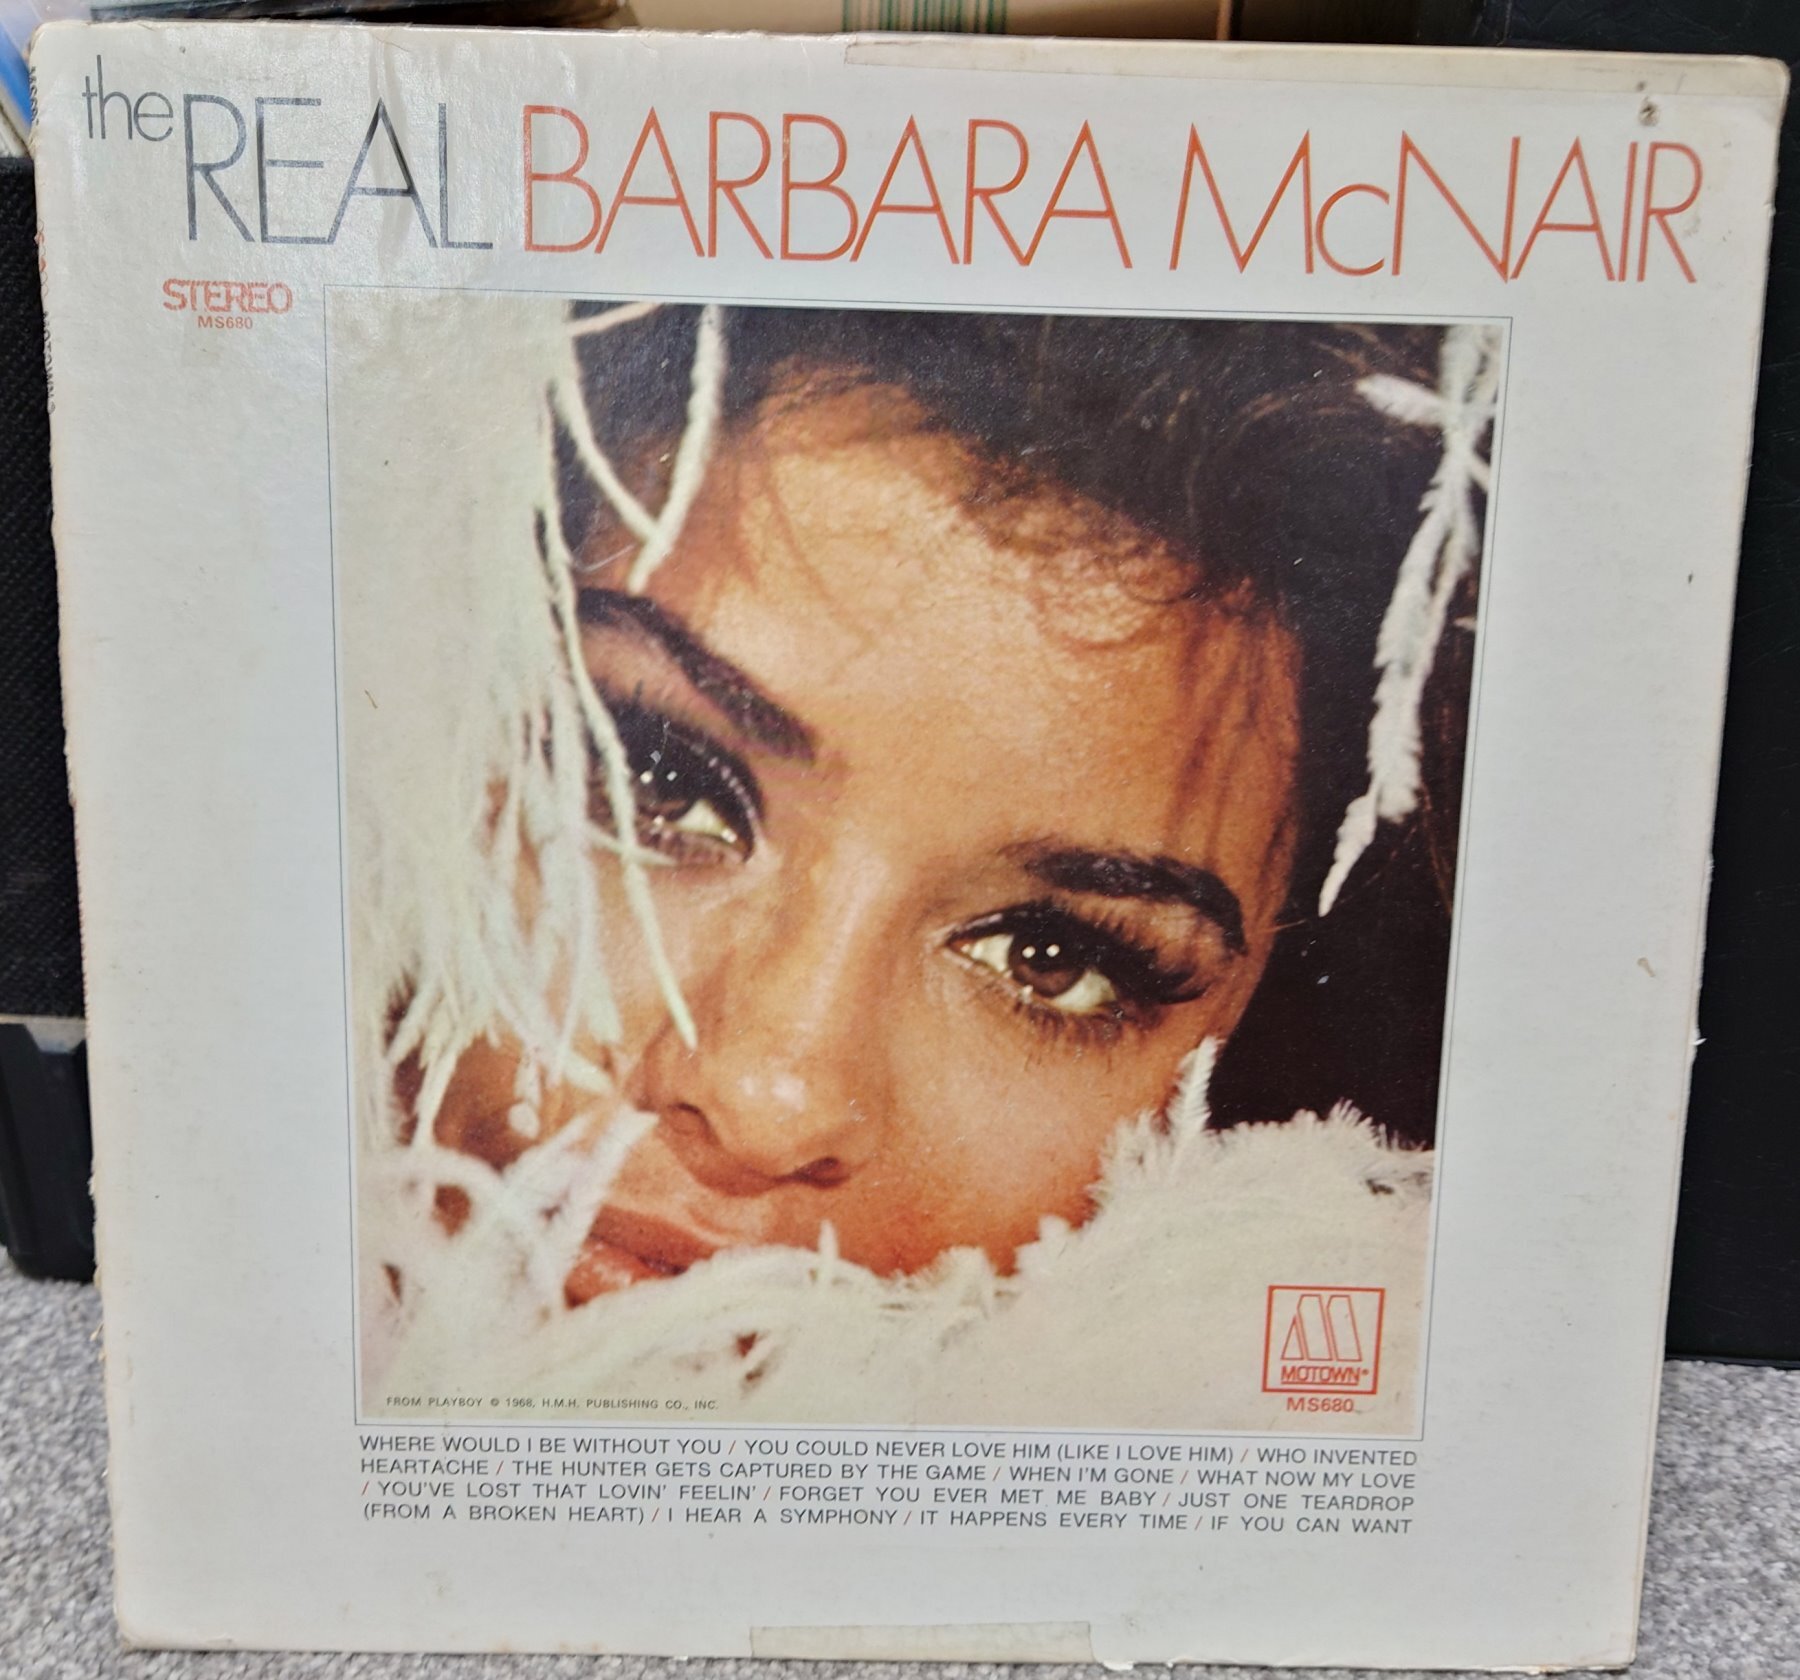 the REAL BARBARA McNAIR
STEREO
MS680
MOTOWN®
MS680
FROM PLAYBOY © 1968, H.M.H. PUBLISHING CO., INC.
WHERE WOULD I BE WITHOUT YOU / YOU COULD NEVER LOVE HIM (LIKE I LOVE HIM) / WHO INVENTED
HEARTACHE / THE HUNTER GETS CAPTURED BY THE GAME / WHEN I'M GONE / WHAT NOW MY LOVE
/ YOU'VE LOST THAT LOVIN' FEELIN' / FORGET YOU EVER MET ME BABY / JUST ONE TEARDROP
(FROM A BROKEN HEART) / I HEAR A SYMPHONY / IT HAPPENS EVERY TIME / IF YOU CAN WANT